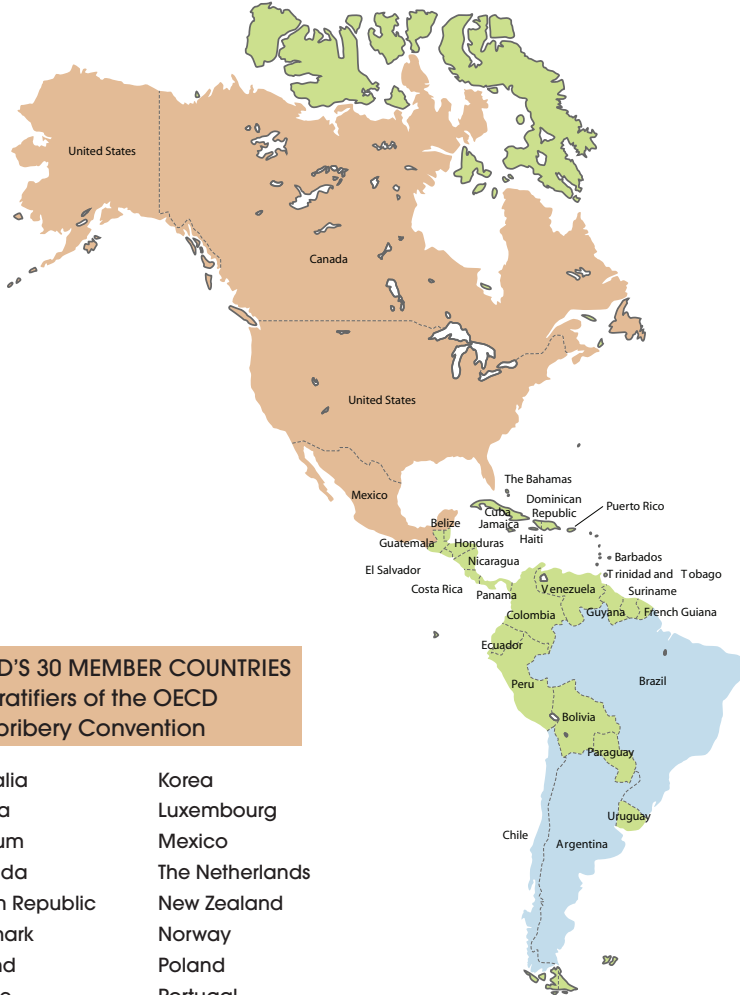 United States
Canada
United States
Mexico
The Bahamas
Dominican
Republic
Puerto Rico
Cuba
Jamaica
Haiti
Belize
Guatemala
Honduras
Nicaragua
El Salvador
Costa Rica
Panama
Barbados
Trinidad and Tobago
Venezuela
Suriname
Guyana
French Guiana
Colombia
Ecuador
Peru
Brazil
Bolivia
Paraguay
Uruguay
Chile
Argentina
D'S 30 MEMBER COUNTRIES
ratifiers of the OECD
bribery Convention
alia
a
um
da
n Republic
mark
nd
Korea
Luxembourg
Mexico
The Netherlands
New Zealand
Norway
Poland
Portugal